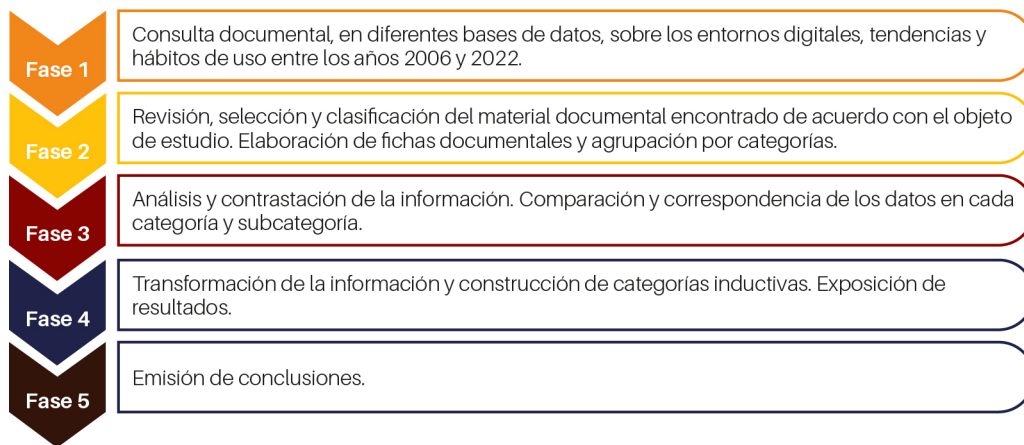 Fase 1
Consulta documental, en diferentes bases de datos, sobre los entornos digitales, tendencias y
hábitos de uso entre los años 2006 y 2022.
Fase 2
Revisión, selección y clasificación del material documental encontrado de acuerdo con el objeto
de estudio. Elaboración de fichas documentales y agrupación por categorías.
Fase 3
Análisis y contrastación de la información. Comparación y correspondencia de los datos en cada
categoría y subcategoría.
Fase 4
Transformación de la información y construcción de categorías inductivas. Exposición de
resultados.
Fase 5
Emisión de conclusiones.